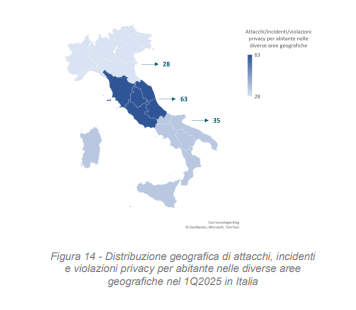 Attacchi/incidenti/violazioni
privacy per abitante nelle
diverse aree geografiche
63
28
28
63
35
Con tecnologia Bing
© GeoNames, Microsoft, TomTom
Figura 14 - Distribuzione geografica di attacchi, incidenti
e violazioni privacy per abitante nelle diverse aree
geografiche nel 1Q2025 in Italia